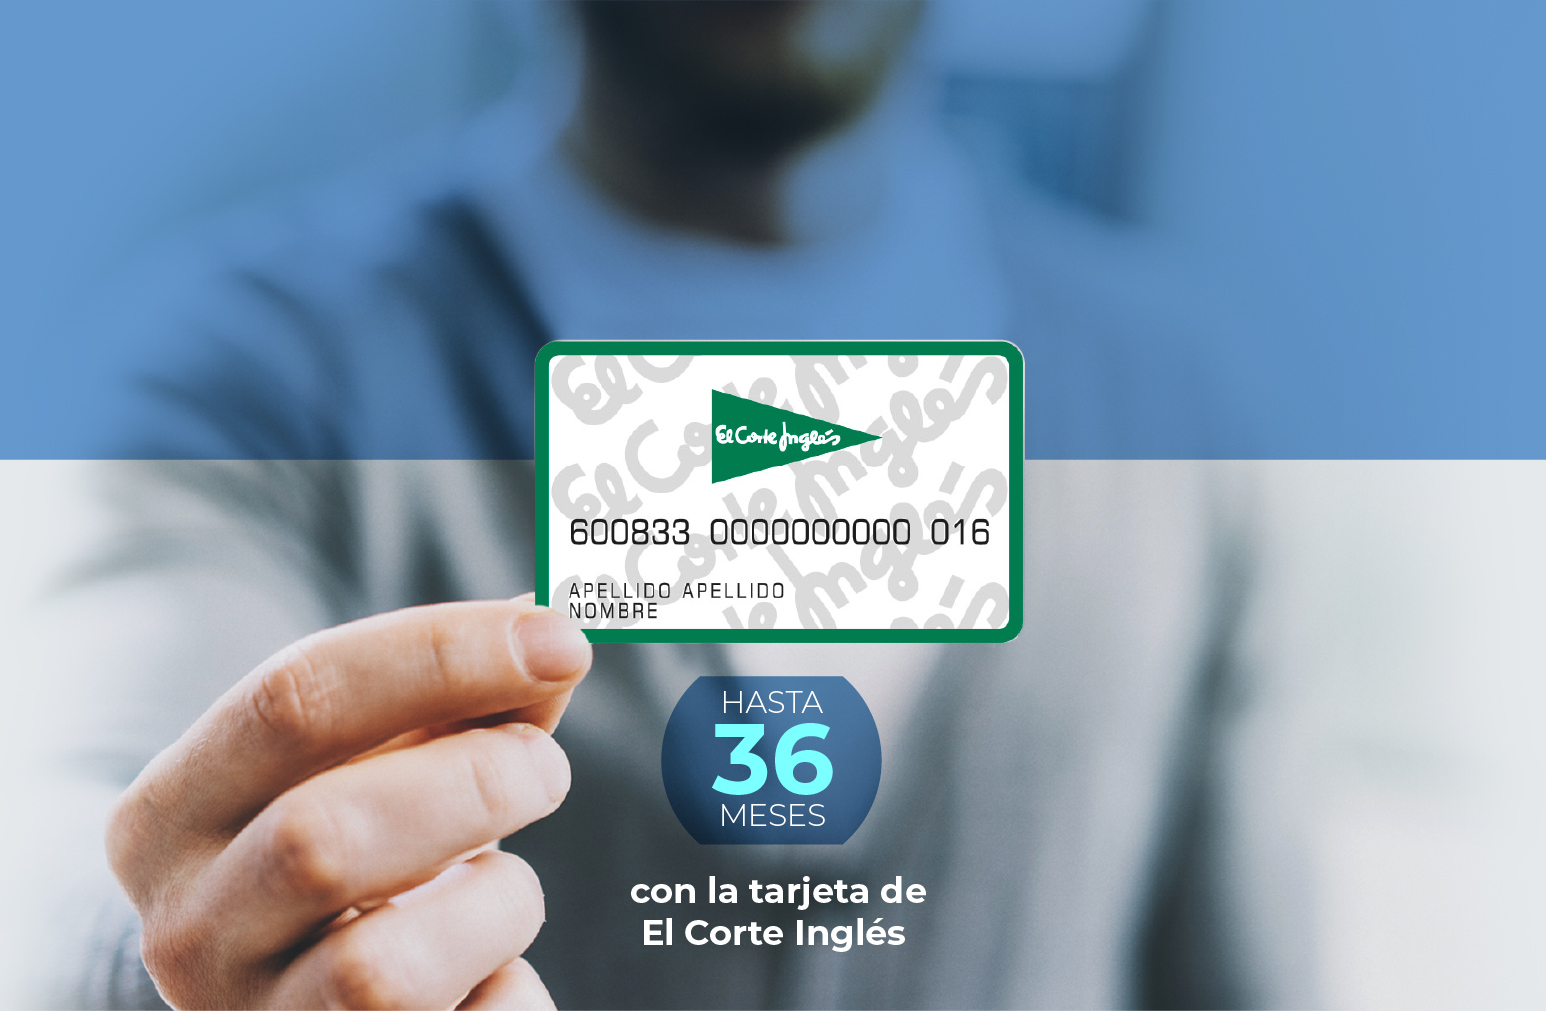 El Corte Inglés
600833 0000000000 016
APELLIDO APELLIDO
NOMBRE
HASTA
36
MESES
con la tarjeta de
El Corte Inglés